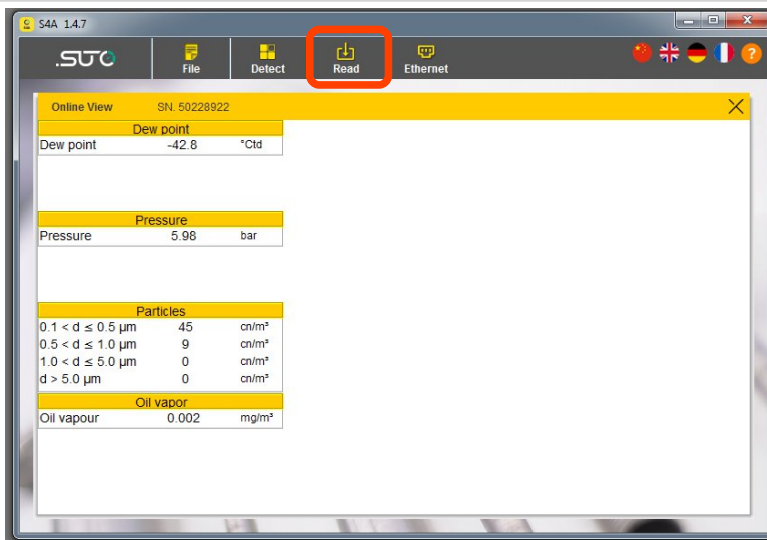 S4A 1.4.7
.SUTO
File
Detect
Read
Ethernet
?
Online View SN. 50228922
Dew point
Dew point -42.8 °Ctd
Pressure
Pressure 5.98 bar
Particles
0.1 < d ≤ 0.5 µm 45 cn/m³
0.5 < d ≤ 1.0 µm 9 cn/m³
1.0 < d ≤ 5.0 µm 0 cn/m³
d > 5.0 µm 0 cn/m³
Oil vapor
Oil vapour 0.002 mg/m³